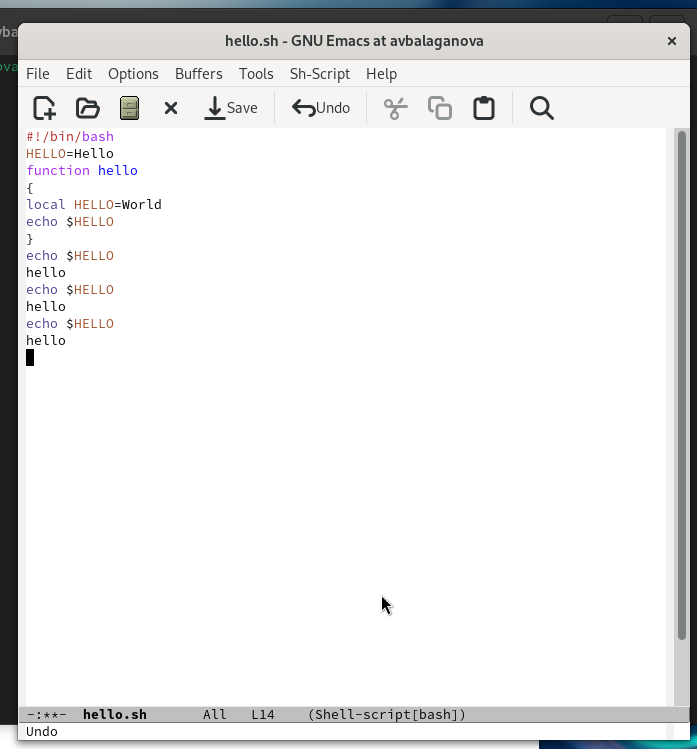 hello.sh - GNU Emacs at avbalaganova
File Edit Options Buffers Tools Sh-Script Help
Save Undo
#!/bin/bash
HELLO=Hello
function hello
{
local HELLO=World
echo $HELLO
}
echo $HELLO
hello
echo $HELLO
hello
echo $HELLO
hello
-:**- hello.sh All L14 (Shell-script[bash])
Undo